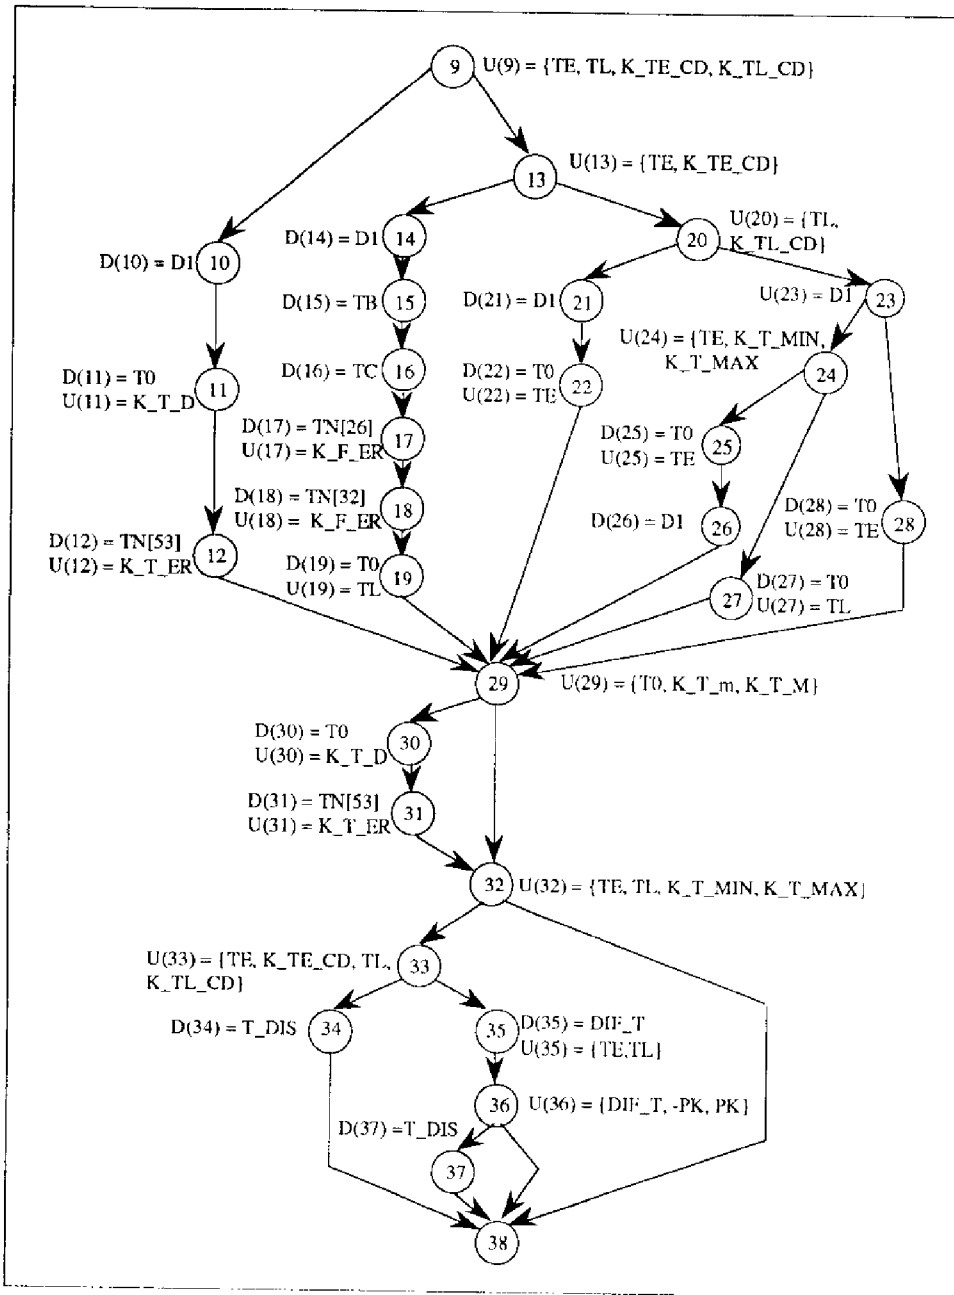 9 U(9) = {TE, TL, K_TE_CD, K_TL_CD}
U(13) = {TE, K_TE_CD}
13
U(20) = {TL,
K_TL_CD}
D(14) = D1 14
20
D(10) = D1 10
D(15) = TB 15
D(21) = D1 21
U(23) = D1 23
U(24) = {TE, K_T_MIN,
K_T_MAX
24
D(16) = TC 16
D(11) = T0
U(11) = K_T_D
11
D(22) = T0
U(22) = TE
22
D(17) = TN[26]
U(17) = K_F_ER
17
D(25) = T0
U(25) = TE
25
D(18) = TN[32]
U(18) = K_F_ER
18
D(26) = D1 26
D(28) = T0
U(28) = TE
28
D(12) = TN[53]
U(12) = K_T_ER
12
D(19) = T0
U(19) = TL
19
27
D(27) = T0
U(27) = TL
29 U(29) = {T0, K_T_m, K_T_M}
D(30) = T0
U(30) = K_T_D
30
D(31) = TN[53]
U(31) = K_T_ER
31
32 U(32) = {TE, TL, K_T_MIN, K_T_MAX}
U(33) = {TE, K_TE_CD, TL,
K_TL_CD}
33
D(34) = T_DIS 34
35
D(35) = DIF_T
U(35) = {TE,TL}
36 U(36) = {DIF_T, -PK, PK}
D(37) =T_DIS
37
38